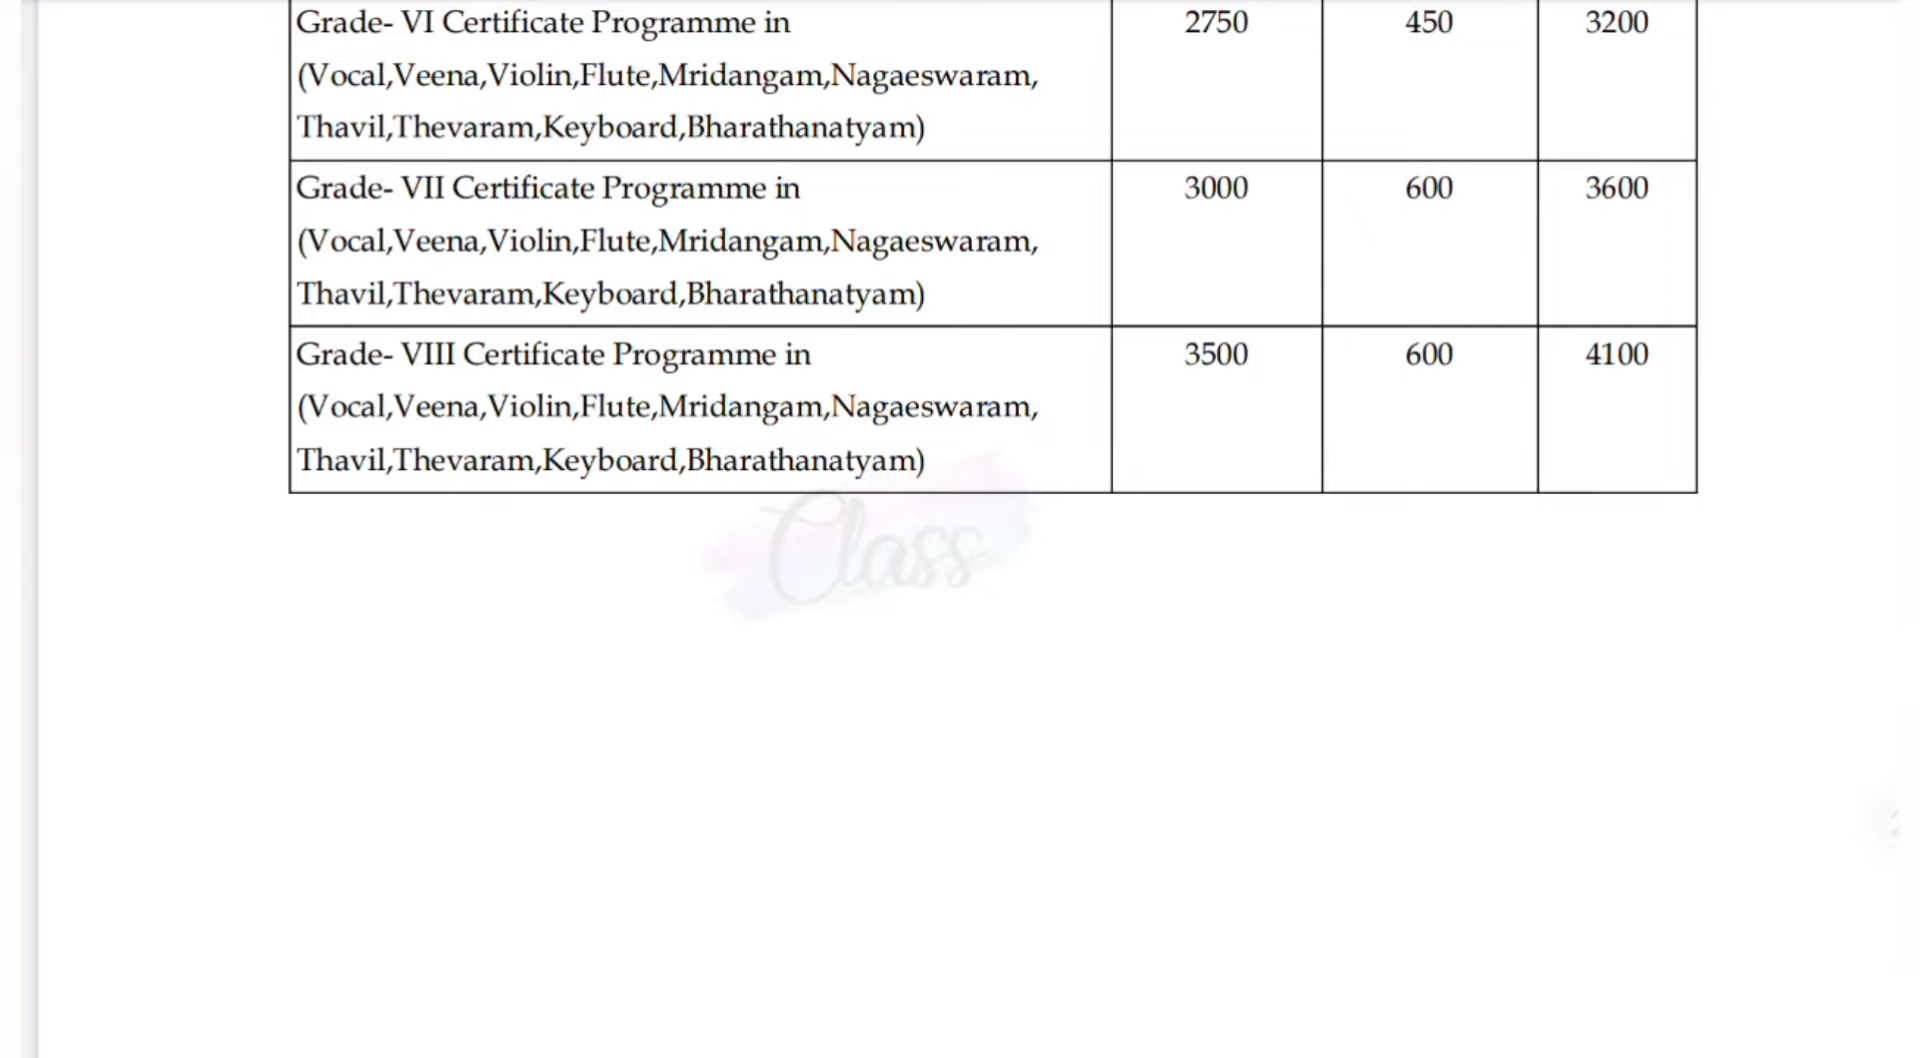 Grade- VI Certificate Programme in 2750 450 3200
(Vocal,Veena,Violin,Flute,Mridangam,Nagaeswaram,
Thavil,Thevaram,Keyboard,Bharathanatyam)
Grade- VII Certificate Programme in 3000 600 3600
(Vocal,Veena,Violin,Flute,Mridangam,Nagaeswaram,
Thavil,Thevaram,Keyboard,Bharathanatyam)
Grade- VIII Certificate Programme in 3500 600 4100
(Vocal,Veena,Violin,Flute,Mridangam,Nagaeswaram,
Thavil,Thevaram,Keyboard,Bharathanatyam)
Class